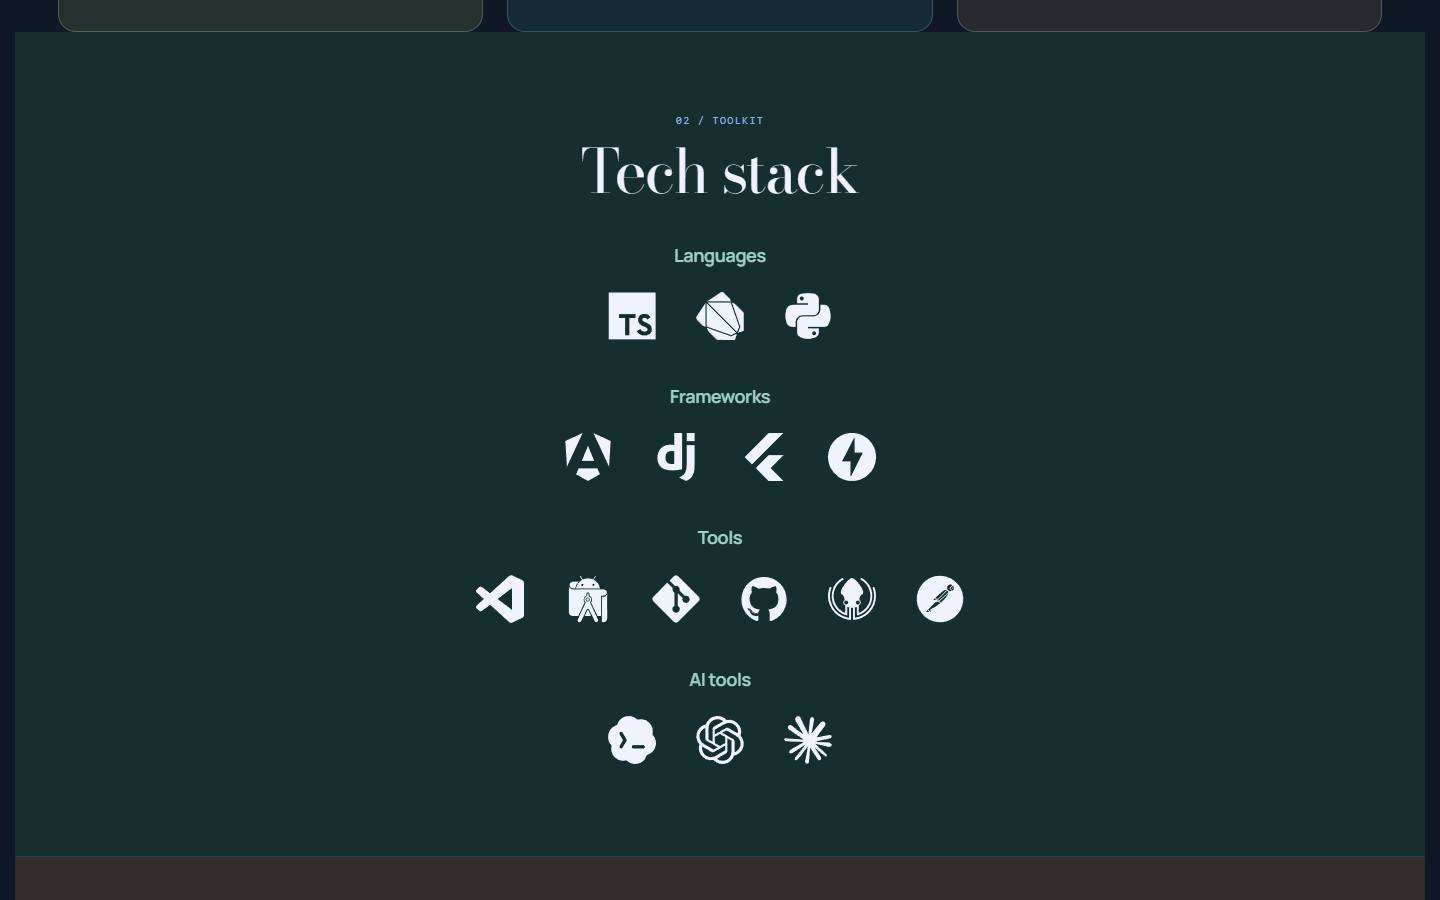 02 / TOOLKIT
Tech stack
Languages
TS
Frameworks
dj
Tools
AI tools